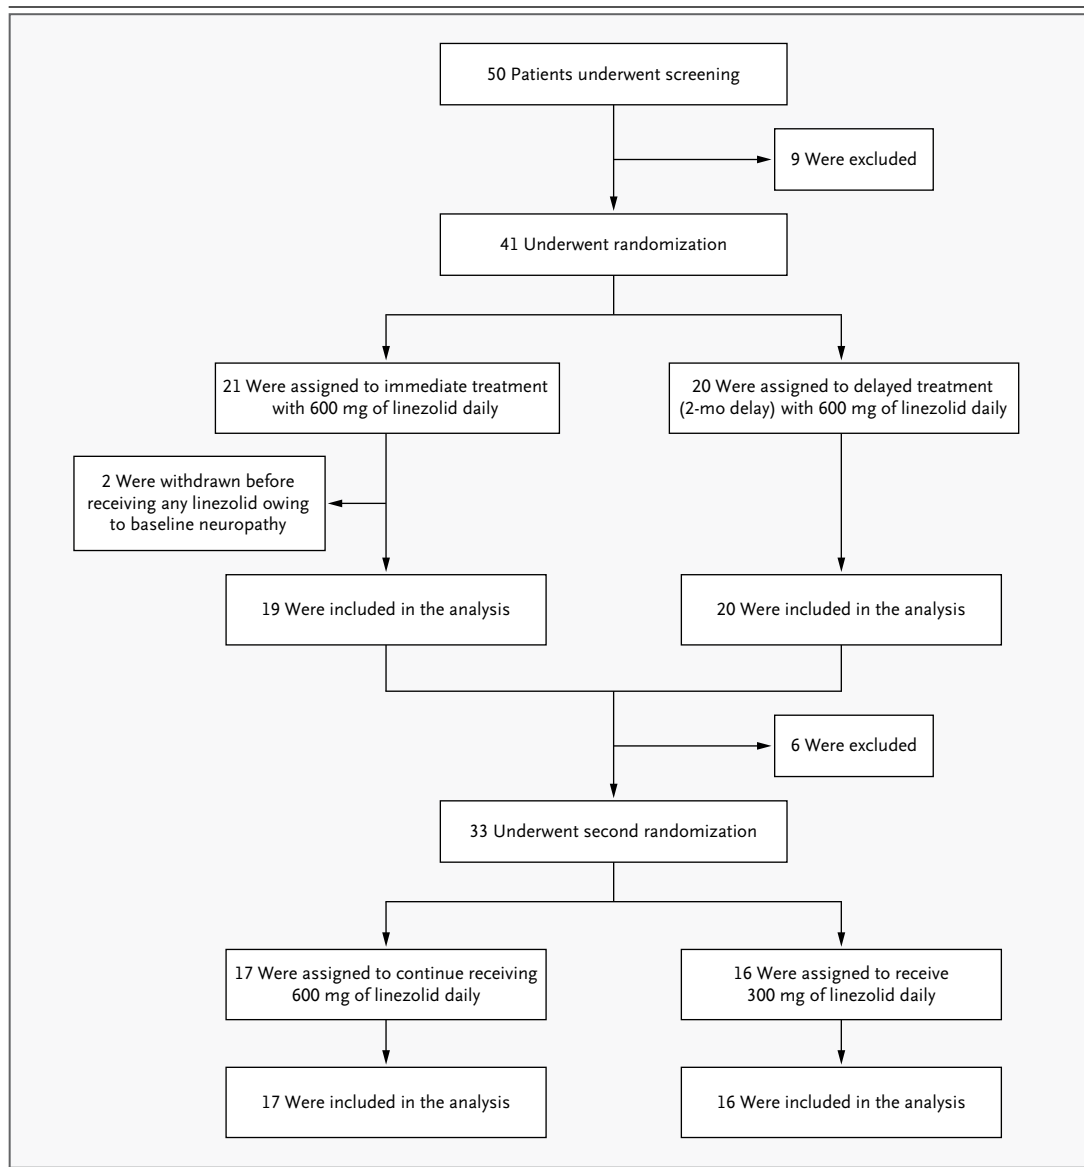 50 Patients underwent screening
9 Were excluded
41 Underwent randomization
21 Were assigned to immediate treatment
with 600 mg of linezolid daily
20 Were assigned to delayed treatment
(2-mo delay) with 600 mg of linezolid daily
2 Were withdrawn before
receiving any linezolid owing
to baseline neuropathy
19 Were included in the analysis
20 Were included in the analysis
6 Were excluded
33 Underwent second randomization
17 Were assigned to continue receiving
600 mg of linezolid daily
16 Were assigned to receive
300 mg of linezolid daily
17 Were included in the analysis
16 Were included in the analysis